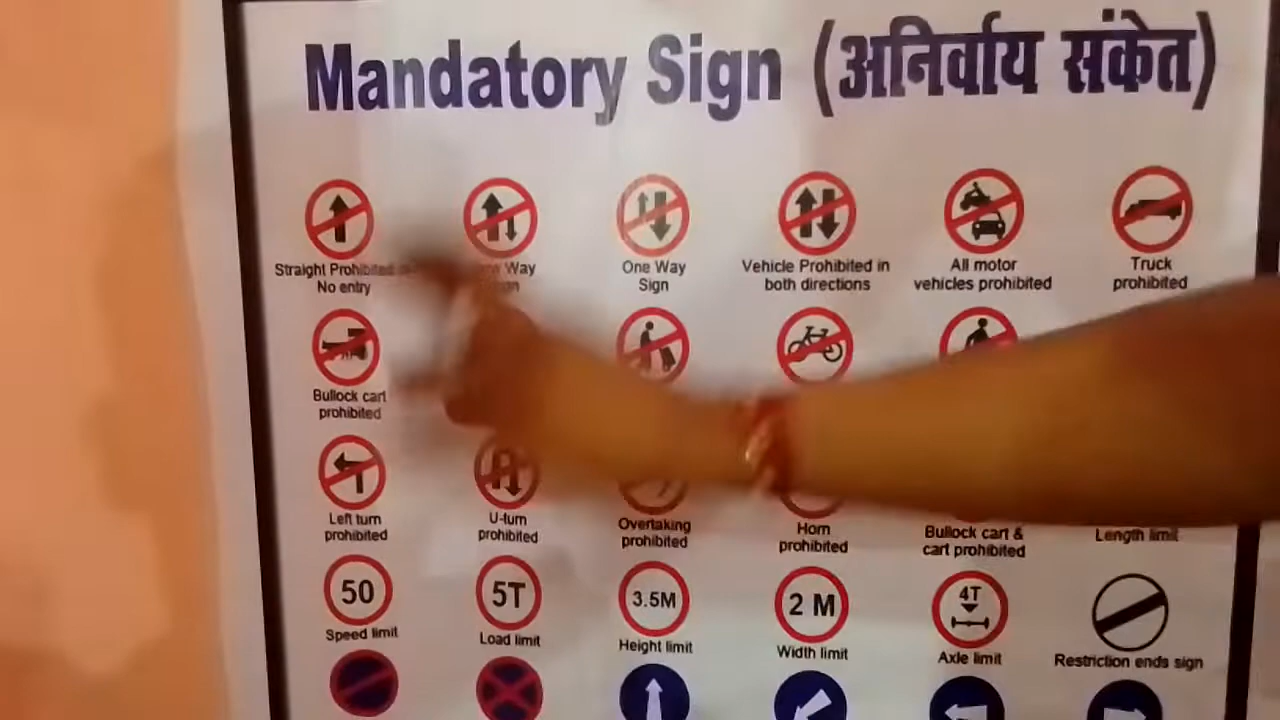 Mandatory Sign (अनिर्वाय संकेत)
Straight Prohibited
No entry
Way
One Way
Sign
Vehicle Prohibited in
both directions
All motor
vehicles prohibited
Truck
prohibited
Bullock cart
prohibited
Left turn
prohibited
U-turn
prohibited
Overtaking
prohibited
Horn
prohibited
Bullock cart &
cart prohibited
Length limit
50
5T
3.5M
2 M
4T
Speed limit
Load limit
Height limit
Width limit
Axle limit
Restriction ends sign